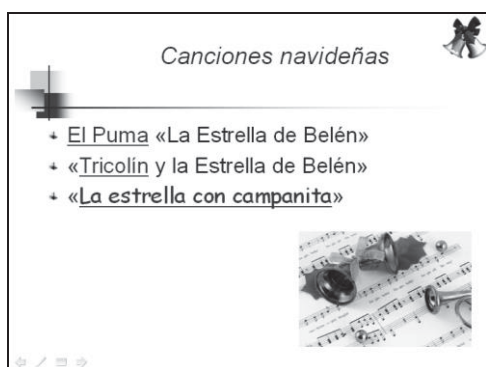 Canciones navideñas
El Puma «La Estrella de Belén»
«Tricolín y la Estrella de Belén»
«La estrella con campanita»